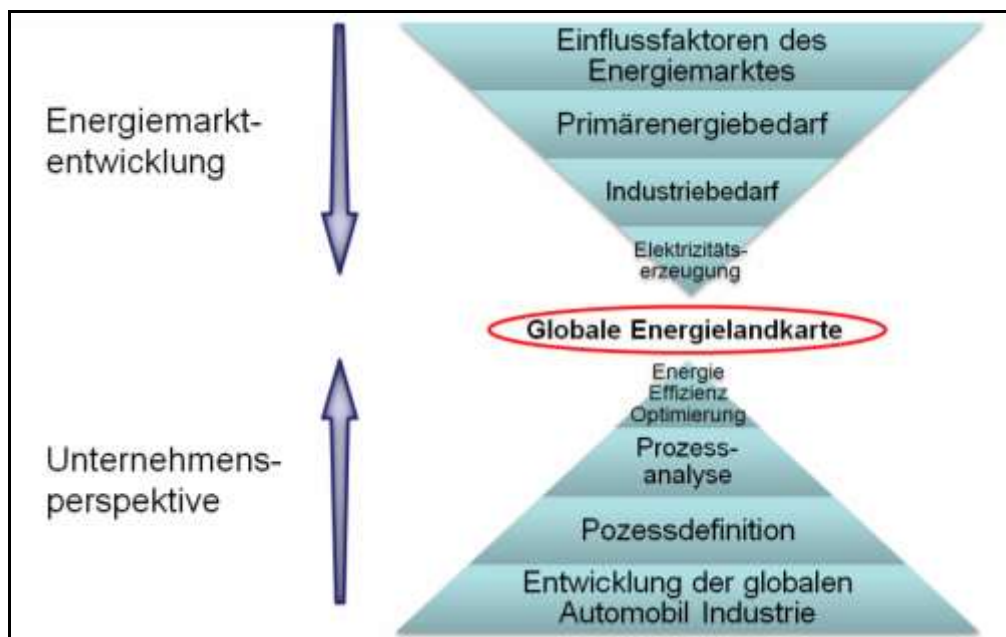 Energiemarkt-
entwicklung
Einflussfaktoren des
Energiemarktes
Primärenergiebedarf
Industriebedarf
Elektrizitäts-
erzeugung
Globale Energielandkarte
Unternehmens-
perspektive
Energie
Effizienz
Optimierung
Prozess-
analyse
Pozessdefinition
Entwicklung der globalen
Automobil Industrie